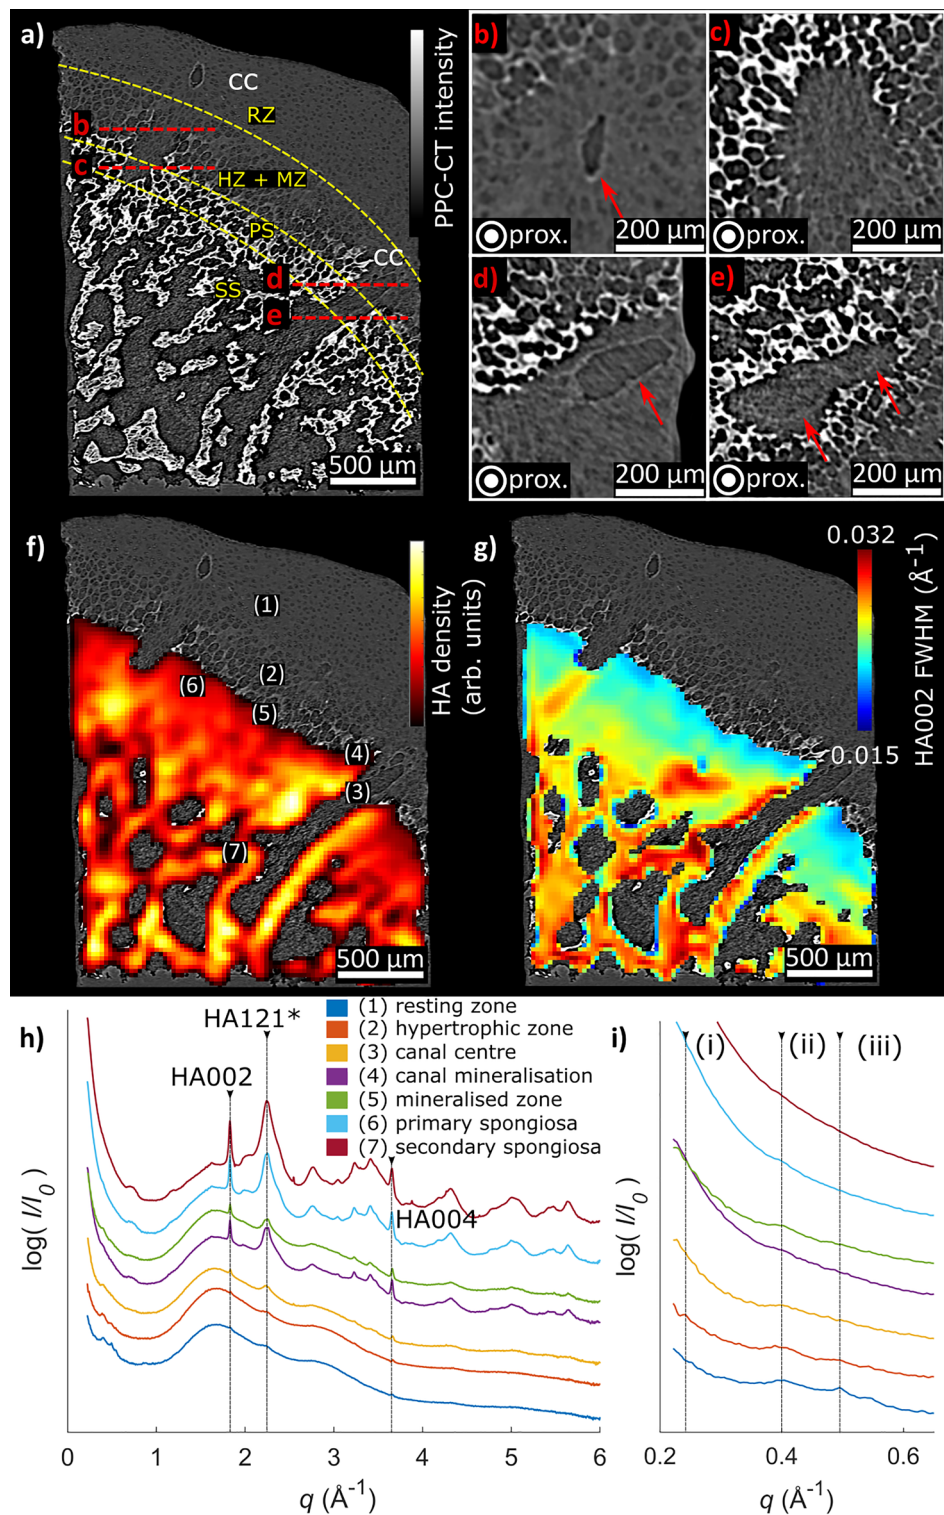 a)
CC
RZ
b
c
HZ + MZ
PS
CC
d
SS
e
500 µm
PPC-CT intensity
b)
prox.
200 µm
c)
prox.
200 µm
d)
prox.
200 µm
e)
prox.
200 µm
f)
(1)
(2)
(6)
(5)
(4)
(3)
(7)
500 µm
HA density
(arb. units)
g)
0.032
0.015
HA002 FWHM (Å⁻¹)
500 µm
h)
HA121*
HA002
HA004
(1) resting zone
(2) hypertrophic zone
(3) canal centre
(4) canal mineralisation
(5) mineralised zone
(6) primary spongiosa
(7) secondary spongiosa
log( I/I₀ )
0 1 2 3 4 5 6
q (Å⁻¹)
i)
(i) (ii) (iii)
log( I/I₀ )
0.2 0.4 0.6
q (Å⁻¹)